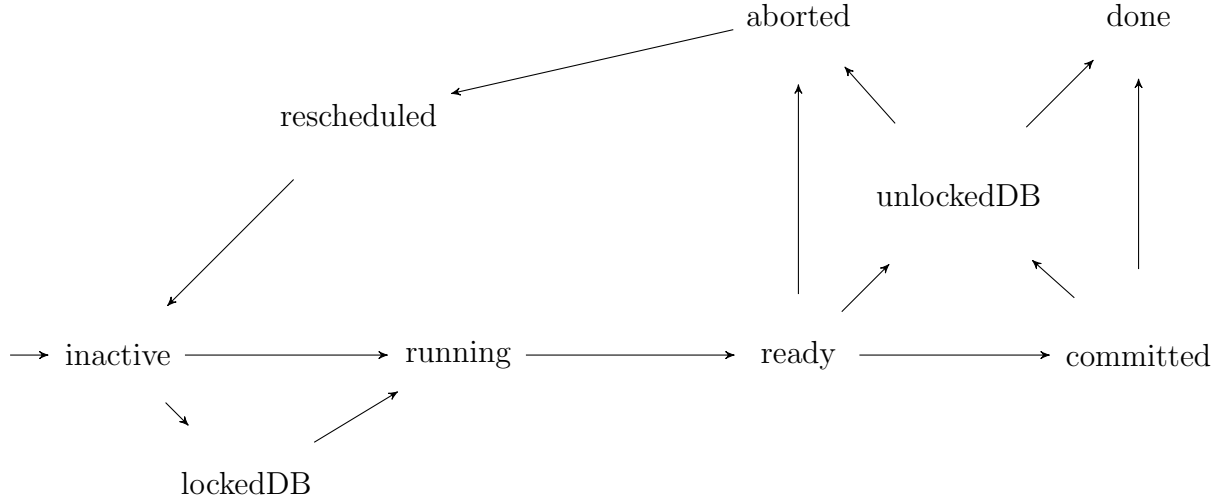 aborted
done
rescheduled
unlockedDB
inactive
running
ready
committed
lockedDB